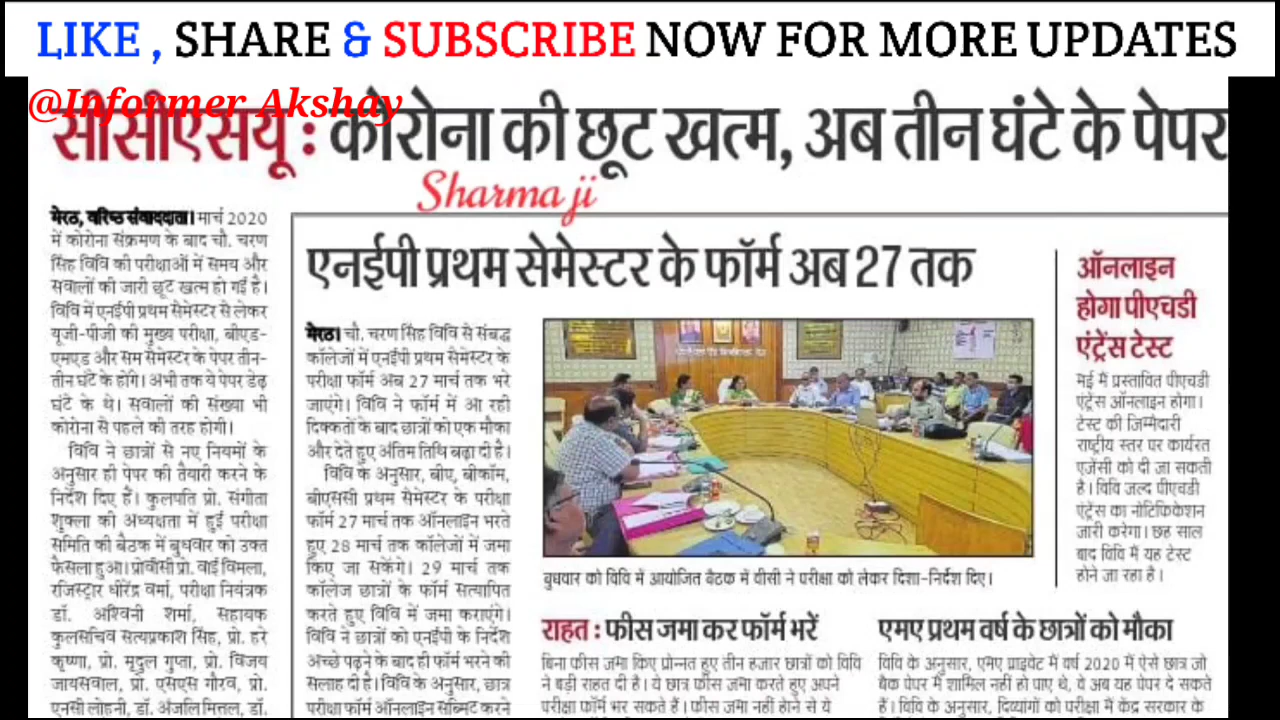 LIKE , SHARE & SUBSCRIBE NOW FOR MORE UPDATES
@Informer Akshay
सीसीएसयू : कोरोना की छूट खत्म, अब तीन घंटे के पेपर
Sharma ji
मेरठ, वरिष्ठ संवाददाता। मार्च 2020
में कोरोना संक्रमण के बाद चौ. चरण
सिंह विवि की परीक्षाओं में समय और
सवालों की जारी छूट खत्म हो गई है।
विवि में एनईपी प्रथम सेमेस्टर से लेकर
यूजी-पीजी की मुख्य परीक्षा, बीएड-
एमएड और सम सेमेस्टर के पेपर तीन-
तीन घंटे के होंगे। अभी तक ये पेपर डेढ़
घंटे के थे। सवालों की संख्या भी
कोरोना से पहले की तरह होगी।
विवि ने छात्रों से नए नियमों के
अनुसार ही पेपर की तैयारी करने के
निर्देश दिए हैं। कुलपति प्रो. संगीता
शुक्ला की अध्यक्षता में हुई परीक्षा
समिति की बैठक में बुधवार को उक्त
फैसला हुआ। प्रोवीसी प्रो. वाई विमला,
रजिस्ट्रार धीरेंद्र वर्मा, परीक्षा नियंत्रक
डॉ. अश्विनी शर्मा, सहायक
कुलसचिव सत्यप्रकाश सिंह, प्रो. हरे
कृष्णा, प्रो. मृदुल गुप्ता, प्रो. विजय
जायसवाल, प्रो. एसएस गौरव, प्रो.
एनसी लोहनी, डॉ. अंजलि मित्तल, डॉ.
एनईपी प्रथम सेमेस्टर के फॉर्म अब 27 तक
मेरठ। चौ. चरण सिंह विवि से संबद्ध
कॉलेजों में एनईपी प्रथम सेमेस्टर के
परीक्षा फॉर्म अब 27 मार्च तक भरे
जाएंगे। विवि ने फॉर्म में आ रही
दिक्कतों के बाद छात्रों को एक मौका
और देते हुए अंतिम तिथि बढ़ा दी है।
विवि के अनुसार, बीए, बीकॉम,
बीएससी प्रथम सेमेस्टर के परीक्षा
फॉर्म 27 मार्च तक ऑनलाइन भरते
हुए 28 मार्च तक कॉलेजों में जमा
किए जा सकेंगे। 29 मार्च तक
कॉलेज छात्रों के फॉर्म सत्यापित
करते हुए विवि में जमा कराएंगे।
विवि ने छात्रों को एनईपी के निर्देश
अच्छे पढ़ने के बाद ही फॉर्म भरने की
सलाह दी है। विवि के अनुसार, छात्र
परीक्षा फॉर्म ऑनलाइन सब्मिट करने
बुधवार को विवि में आयोजित बैठक में वीसी ने परीक्षा को लेकर दिशा-निर्देश दिए।
ऑनलाइन
होगा पीएचडी
एंट्रेंस टेस्ट
मई में प्रस्तावित पीएचडी
एंट्रेंस ऑनलाइन होगा।
टेस्ट की जिम्मेदारी
राष्ट्रीय स्तर पर कार्यरत
एजेंसी को दी जा सकती
है। विवि जल्द पीएचडी
एंट्रेंस का नोटिफिकेशन
जारी करेगा। छह साल
बाद विवि में यह टेस्ट
होने जा रहा है।
राहत : फीस जमा कर फॉर्म भरें
बिना फीस जमा किए प्रोन्नत हुए तीन हजार छात्रों को विवि
ने बड़ी राहत दी है। ये छात्र फीस जमा करते हुए अपने
परीक्षा फॉर्म भर सकते हैं। फीस जमा नहीं होने से ये
एमए प्रथम वर्ष के छात्रों को मौका
विवि के अनुसार, एमए प्राइवेट में वर्ष 2020 में ऐसे छात्र जो
बैक पेपर में शामिल नहीं हो पाए थे, वे अब यह पेपर दे सकते
हैं। विवि के अनुसार, दिव्यांगों को परीक्षा में केंद्र सरकार के